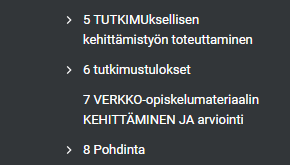 5 TUTKIMUksellisen
kehittämistyön toteuttaminen
6 tutkimustulokset
7 VERKKO-opiskelumateriaalin
KEHITTÄMINEN JA arviointi
8 Pohdinta